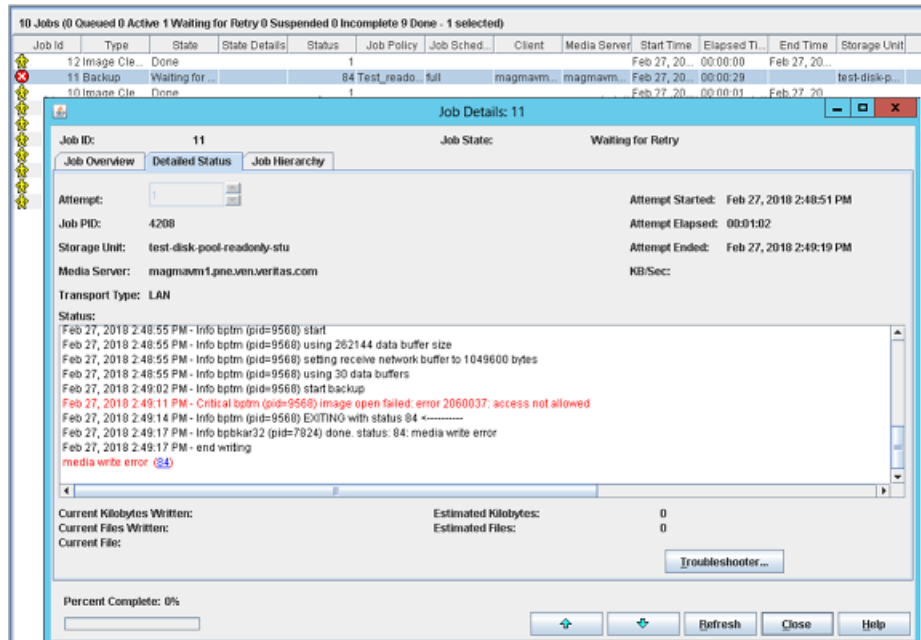 10 Jobs (0 Queued 0 Active 1 Waiting for Retry 0 Suspended 0 Incomplete 9 Done - 1 selected)
Job Id Type State State Details Status Job Policy Job Sched... Client Media Server Start Time Elapsed Ti... End Time Storage Unit
12 Image Cle... Done 1 Feb 27, 20... 00:00:00 Feb 27, 20...
11 Backup Waiting for ... 84 Test_reado... full magmavm... magmavm... Feb 27, 20... 00:00:29 test-disk-p...
10 Image Cle Done 1 Feb 27 20 00:00:01 Feb 27 20
Job Details: 11
Job ID: 11 Job State: Waiting for Retry
Job Overview Detailed Status Job Hierarchy
Attempt: 1 Attempt Started: Feb 27, 2018 2:48:51 PM
Job PID: 4208 Attempt Elapsed: 00:01:02
Storage Unit: test-disk-pool-readonly-stu Attempt Ended: Feb 27, 2018 2:49:19 PM
Media Server: magmavm1.pne.ven.veritas.com KB/Sec:
Transport Type: LAN
Status:
Feb 27, 2018 2:48:55 PM - Info bptm (pid=9568) start
Feb 27, 2018 2:48:55 PM - Info bptm (pid=9568) using 262144 data buffer size
Feb 27, 2018 2:48:55 PM - Info bptm (pid=9568) setting receive network buffer to 1049600 bytes
Feb 27, 2018 2:48:55 PM - Info bptm (pid=9568) using 30 data buffers
Feb 27, 2018 2:49:02 PM - Info bptm (pid=9568) start backup
Feb 27, 2018 2:49:11 PM - Critical bptm (pid=9568) image open failed: error 2060037: access not allowed
Feb 27, 2018 2:49:14 PM - Info bptm (pid=9568) EXITING with status 84 <----------
Feb 27, 2018 2:49:17 PM - Info bpbkar32 (pid=7824) done. status: 84: media write error
Feb 27, 2018 2:49:17 PM - end writing
media write error (84)
Current Kilobytes Written: Estimated Kilobytes: 0
Current Files Written: Estimated Files: 0
Current File:
Troubleshooter...
Percent Complete: 0%
Refresh Close Help